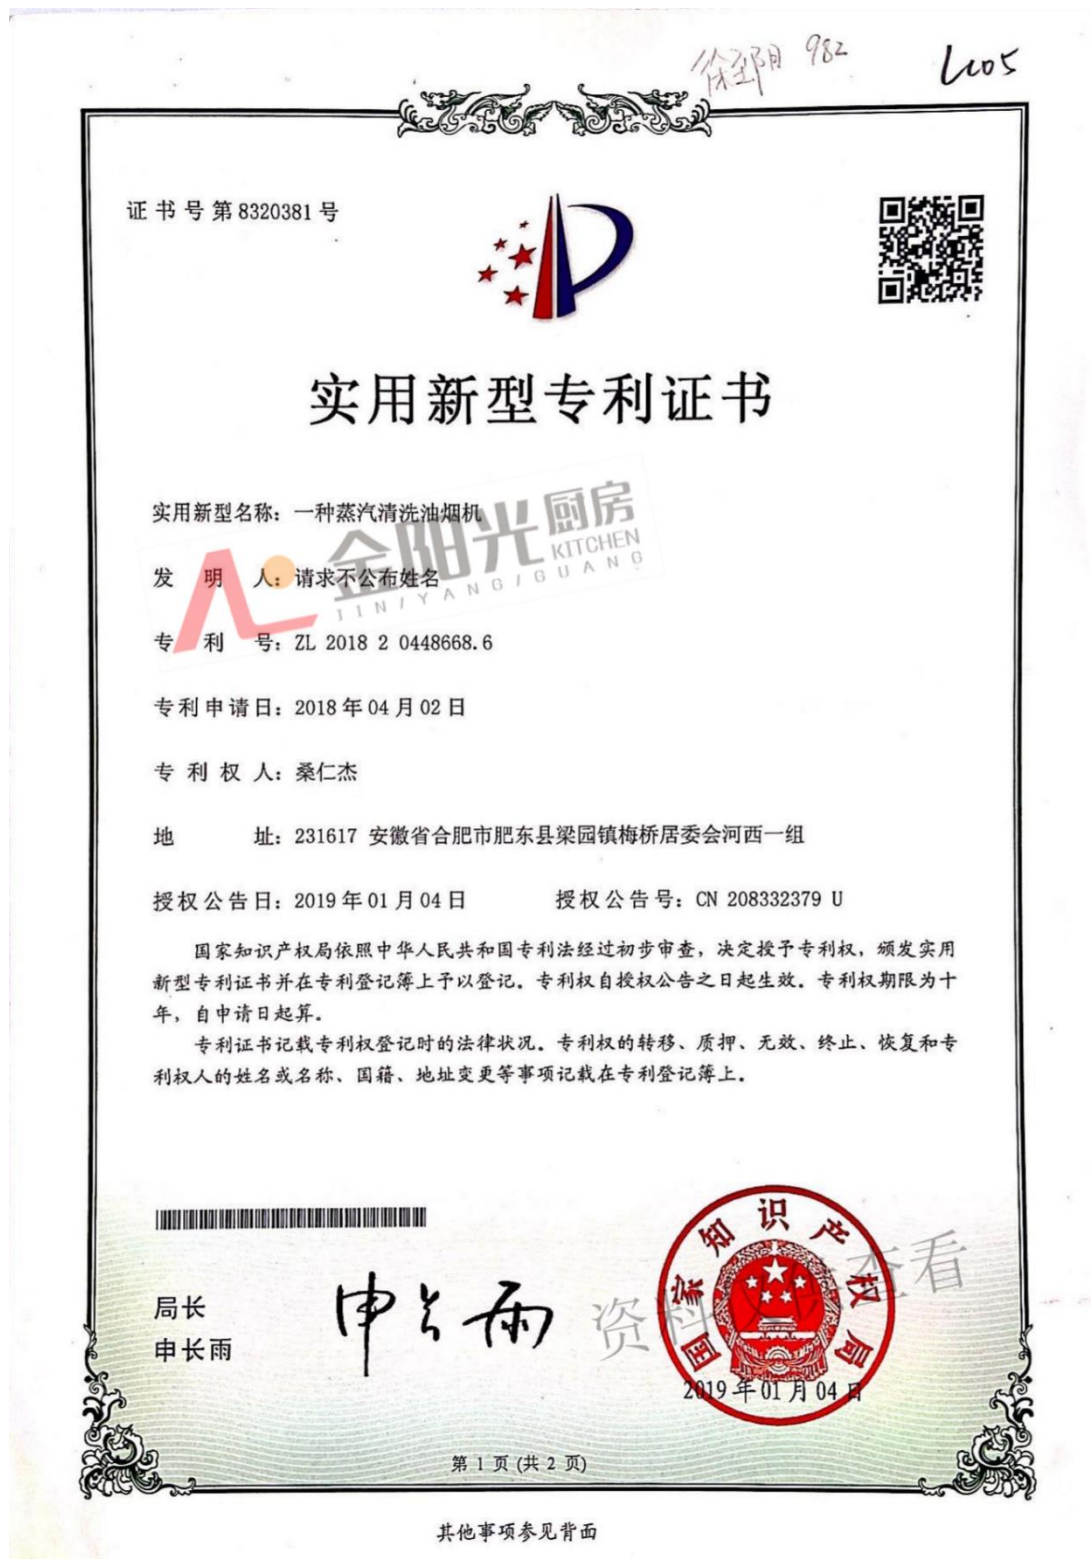 982
证书号第8320381号
实用新型专利证书
实用新型名称：一种蒸汽清洗油烟机
金阳光厨房
KITCHEN
JIN/YANG/GUANG
发明人：请求不公布姓名
专利号：ZL 2018 2 0448668.6
专利申请日：2018年04月02日
专利权人：桑仁杰
地址：231617 安徽省合肥市肥东县梁园镇梅桥居委会河西一组
授权公告日：2019年01月04日 授权公告号：CN 208332379 U
国家知识产权局依照中华人民共和国专利法经过初步审查，决定授予专利权，颁发实用
新型专利证书并在专利登记簿上予以登记。专利权自授权公告之日起生效。专利权期限为十
年，自申请日起算。
专利证书记载专利权登记时的法律状况。专利权的转移、质押、无效、终止、恢复和专
利权人的姓名或名称、国籍、地址变更等事项记载在专利登记簿上。
局长
申长雨
申长雨
国家知识产权局
资料 查看
2019年01月04日
第 1 页 (共 2 页)
其他事项参见背面